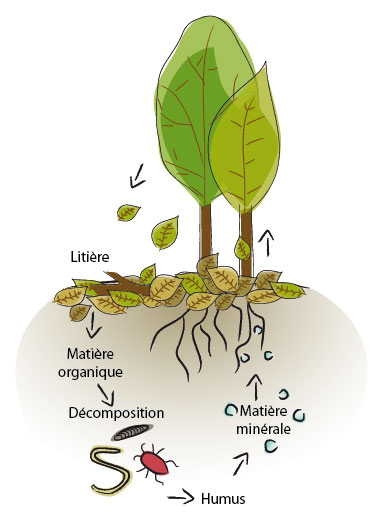 Litière
Matière
organique
Décomposition
Humus
Matière
minérale